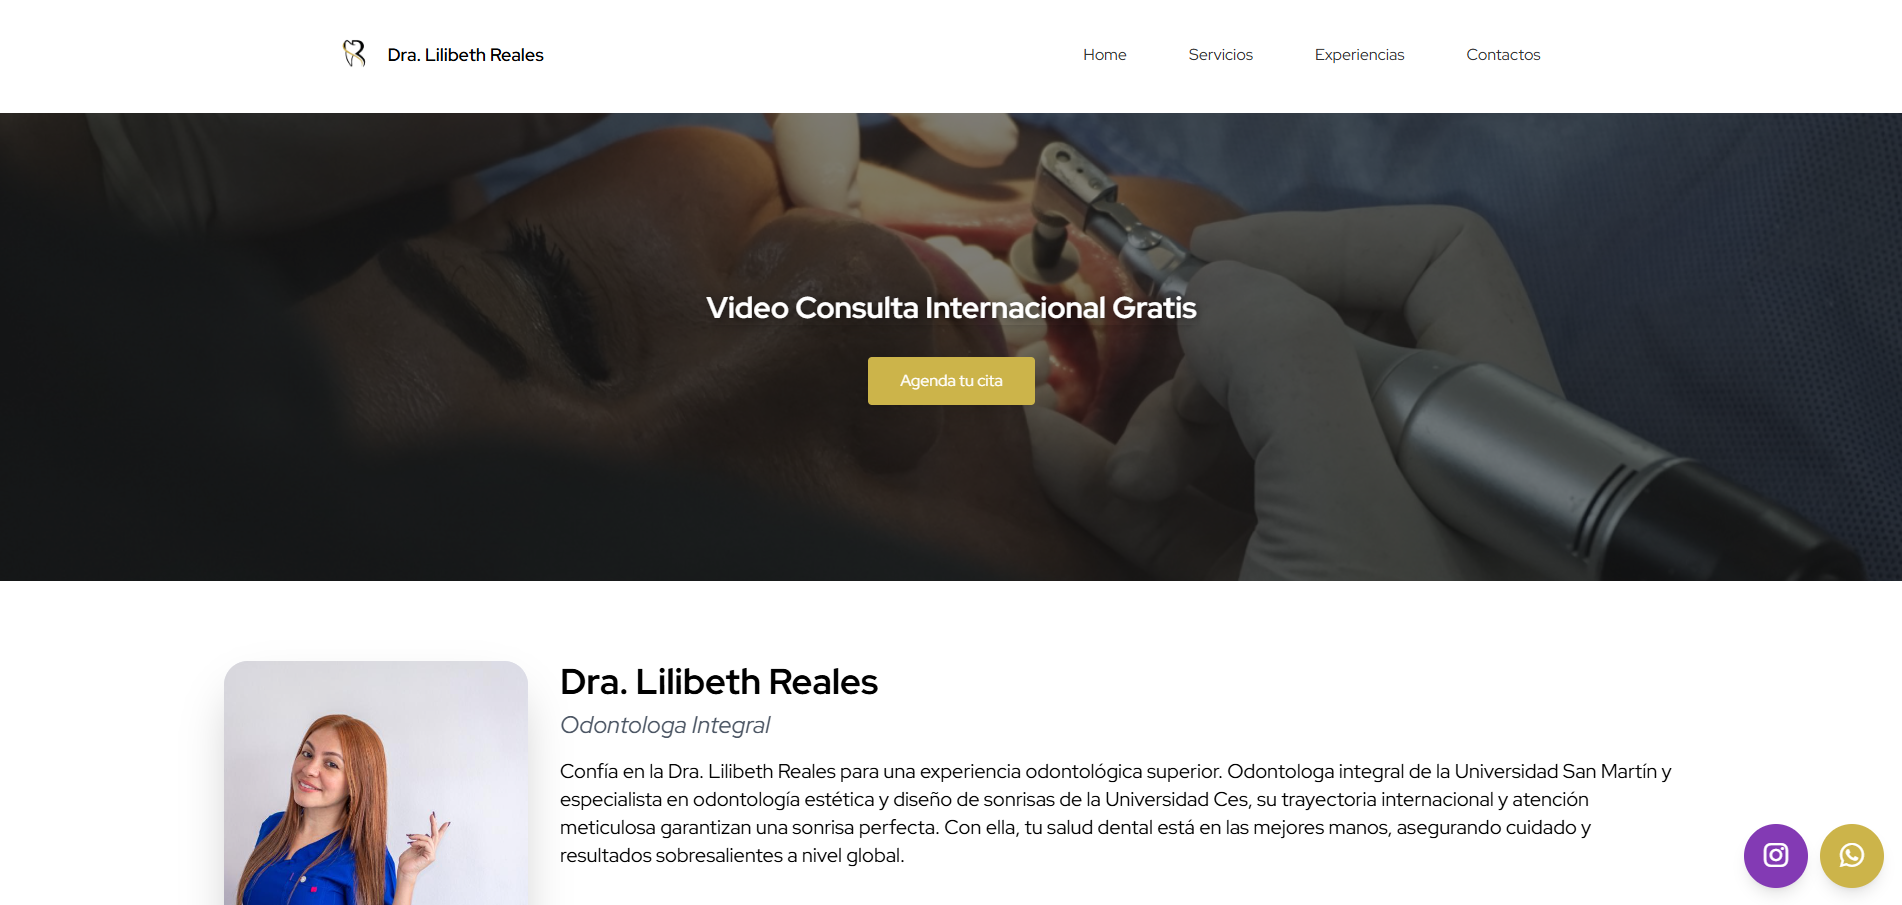 Dra. Lilibeth Reales
Home
Servicios
Experiencias
Contactos
Video Consulta Internacional Gratis
Agenda tu cita
Dra. Lilibeth Reales
Odontologa Integral
Confía en la Dra. Lilibeth Reales para una experiencia odontológica superior. Odontologa integral de la Universidad San Martín y
especialista en odontología estética y diseño de sonrisas de la Universidad Ces, su trayectoria internacional y atención
meticulosa garantizan una sonrisa perfecta. Con ella, tu salud dental está en las mejores manos, asegurando cuidado y
resultados sobresalientes a nivel global.